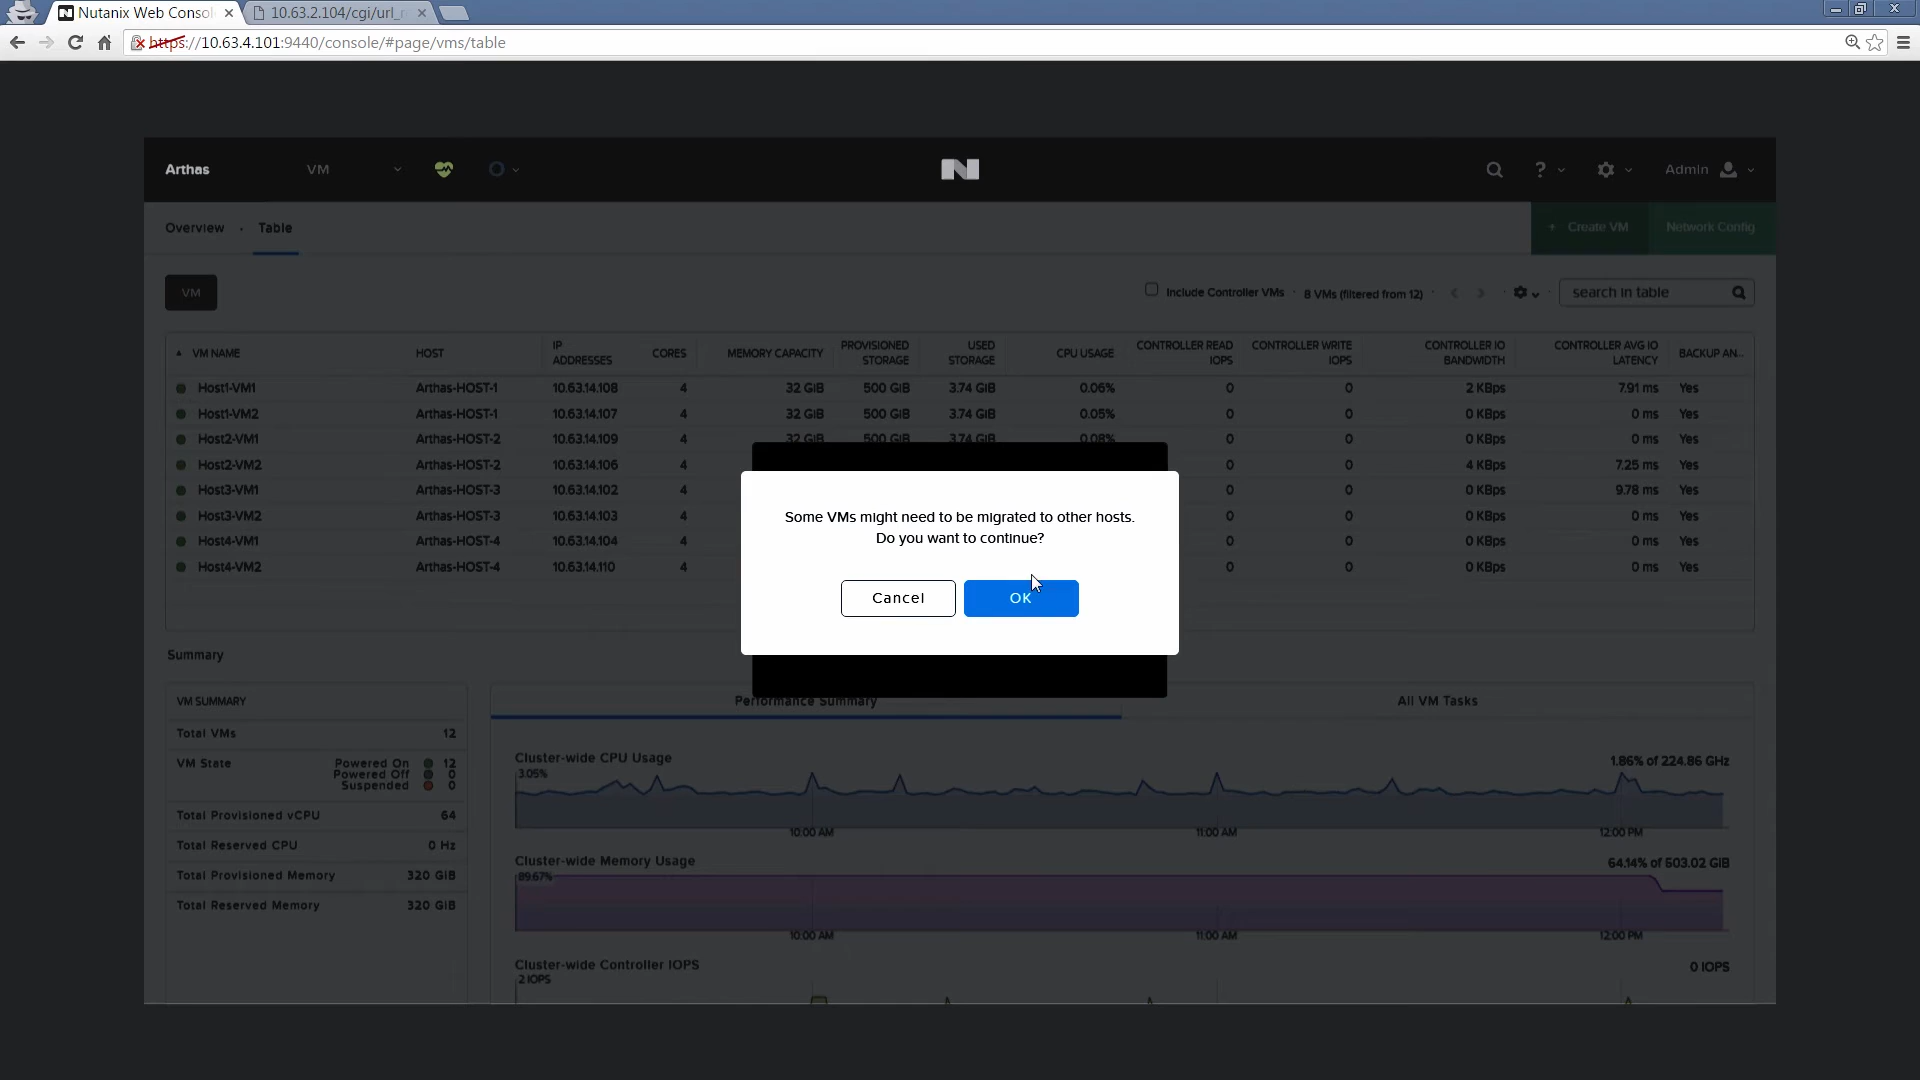 Nutanix Web Conso
10.63.2.104/cgi/url_r
https://10.63.4.101:9440/console/#page/vms/table
Arthas
VM
?
Admin
Overview
Table
+ Create VM
Network Config
VM
Include Controller VMs
8 VMs (filtered from 12)
search in table
VM NAME HOST IP ADDRESSES CORES MEMORY CAPACITY PROVISIONED STORAGE USED STORAGE CPU USAGE CONTROLLER READ IOPS CONTROLLER WRITE IOPS CONTROLLER IO BANDWIDTH CONTROLLER AVG IO LATENCY BACKUP AN...
Host1-VM1 Arthas-HOST-1 10.63.14.108 4 32 GiB 500 GiB 3.74 GiB 0.06% 0 0 2 KBps 7.91 ms Yes
Host1-VM2 Arthas-HOST-1 10.63.14.107 4 32 GiB 500 GiB 3.74 GiB 0.05% 0 0 0 KBps 0 ms Yes
Host2-VM1 Arthas-HOST-2 10.63.14.109 4 32 GiB 500 GiB 3.74 GiB 0.08% 0 0 0 KBps 0 ms Yes
Host2-VM2 Arthas-HOST-2 10.63.14.106 4 0 0 4 KBps 7.25 ms Yes
Host3-VM1 Arthas-HOST-3 10.63.14.102 4 0 0 0 KBps 9.78 ms Yes
Host3-VM2 Arthas-HOST-3 10.63.14.103 4 0 0 0 KBps 0 ms Yes
Host4-VM1 Arthas-HOST-4 10.63.14.104 4 0 0 0 KBps 0 ms Yes
Host4-VM2 Arthas-HOST-4 10.63.14.110 4 0 0 0 KBps 0 ms Yes
Some VMs might need to be migrated to other hosts.
Do you want to continue?
Cancel
OK
Summary
VM SUMMARY
Total VMs 12
VM State Powered On 12
Powered Off 0
Suspended 0
Total Provisioned vCPU 64
Total Reserved CPU 0 Hz
Total Provisioned Memory 320 GiB
Total Reserved Memory 320 GiB
Performance Summary
All VM Tasks
Cluster-wide CPU Usage
1.86% of 224.86 GHz
3.05%
10:00 AM 11:00 AM 12:00 PM
Cluster-wide Memory Usage
64.14% of 503.02 GiB
89.67%
10:00 AM 11:00 AM 12:00 PM
Cluster-wide Controller IOPS
0 IOPS
2 IOPS